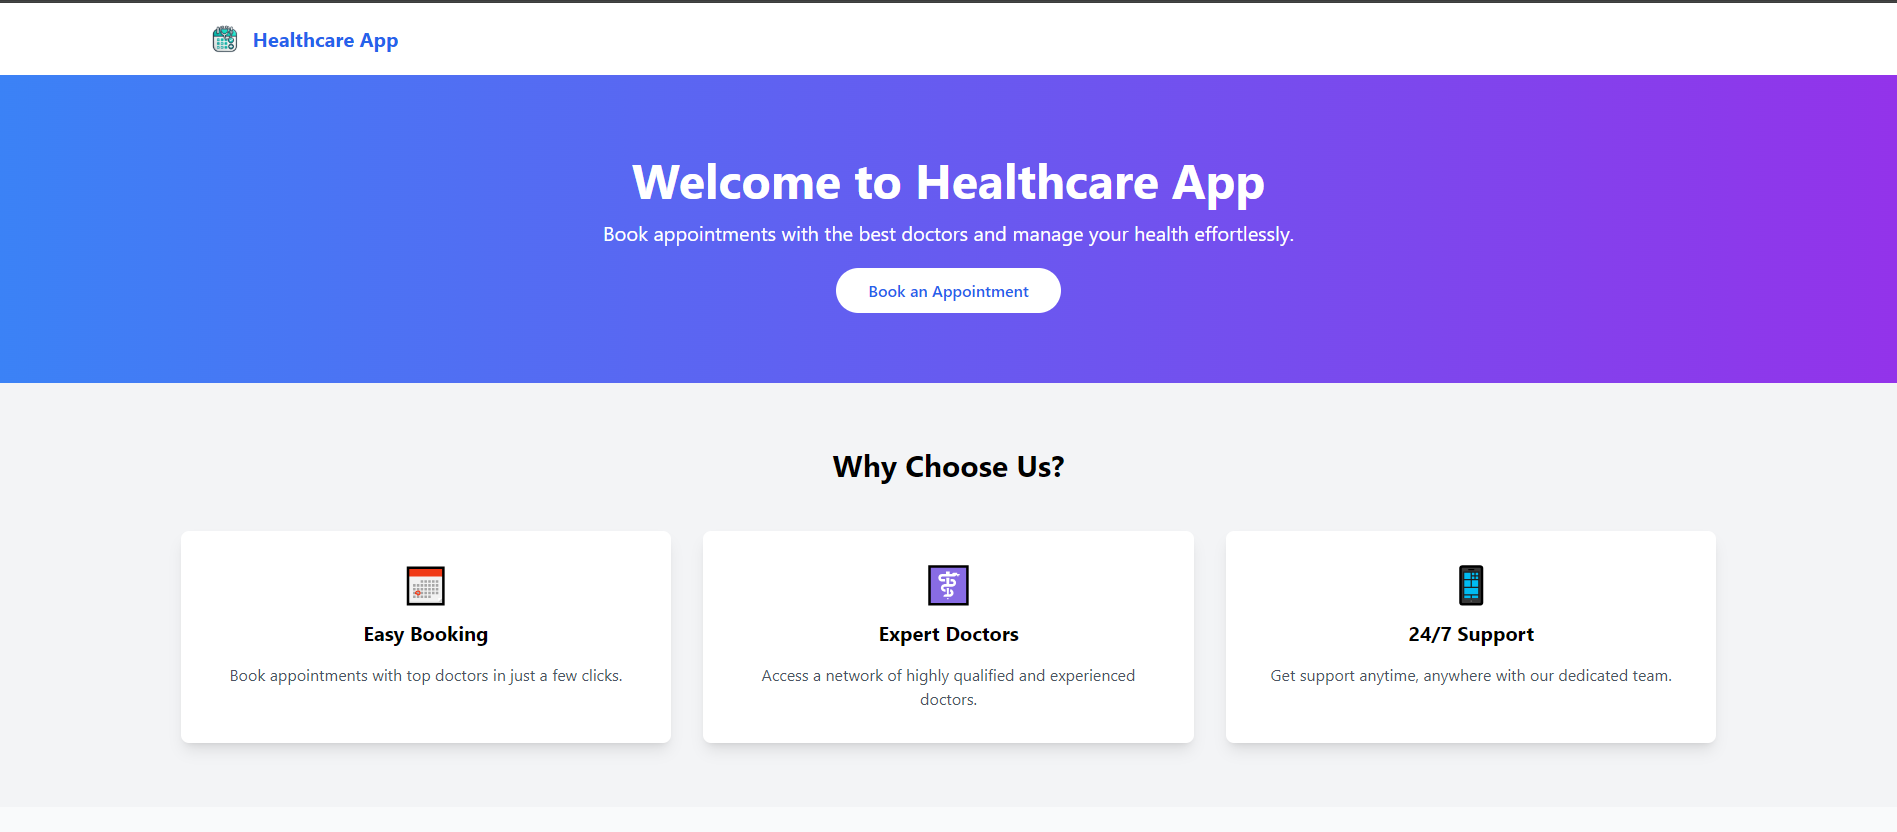 Healthcare App
Welcome to Healthcare App
Book appointments with the best doctors and manage your health effortlessly.
Book an Appointment
Why Choose Us?
Easy Booking
Book appointments with top doctors in just a few clicks.
Expert Doctors
Access a network of highly qualified and experienced
doctors.
24/7 Support
Get support anytime, anywhere with our dedicated team.